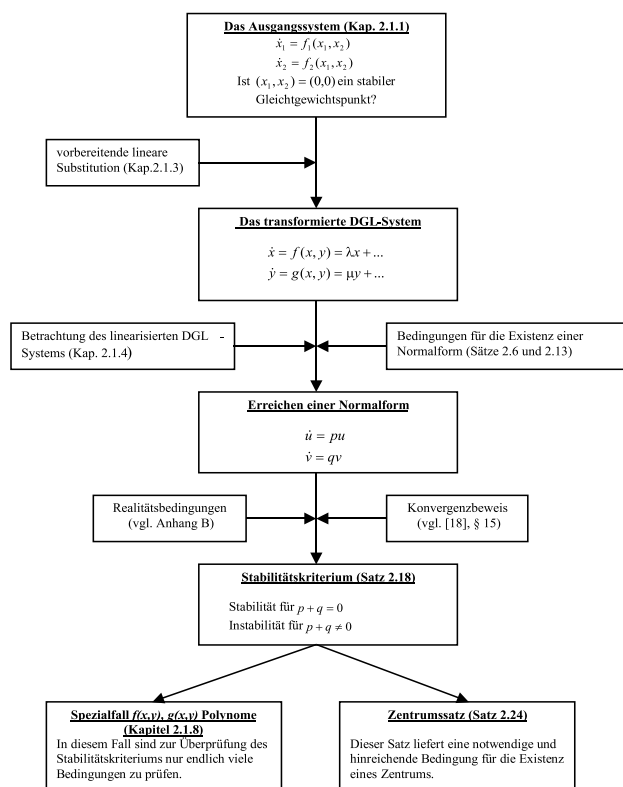 Das Ausgangssystem (Kap. 2.1.1)
ẋ₁ = f₁(x₁, x₂)
ẋ₂ = f₂(x₁, x₂)
Ist (x₁, x₂) = (0,0) ein stabiler
Gleichgewichtspunkt?
vorbereitende lineare
Substitution (Kap.2.1.3)
Das transformierte DGL-System
ẋ = f(x, y) = λx + ...
ẏ = g(x, y) = μy + ...
Betrachtung des linearisierten DGL -
Systems (Kap. 2.1.4)
Bedingungen für die Existenz einer
Normalform (Sätze 2.6 und 2.13)
Erreichen einer Normalform
u̇ = pu
v̇ = qv
Realitätsbedingungen
(vgl. Anhang B)
Konvergenzbeweis
(vgl. [18], § 15)
Stabilitätskriterium (Satz 2.18)
Stabilität für p + q = 0
Instabilität für p + q ≠ 0
Spezialfall f(x,y), g(x,y) Polynome
(Kapitel 2.1.8)
In diesem Fall sind zur Überprüfung des
Stabilitätskriteriums nur endlich viele
Bedingungen zu prüfen.
Zentrumssatz (Satz 2.24)
Dieser Satz liefert eine notwendige und
hinreichende Bedingung für die Existenz
eines Zentrums.